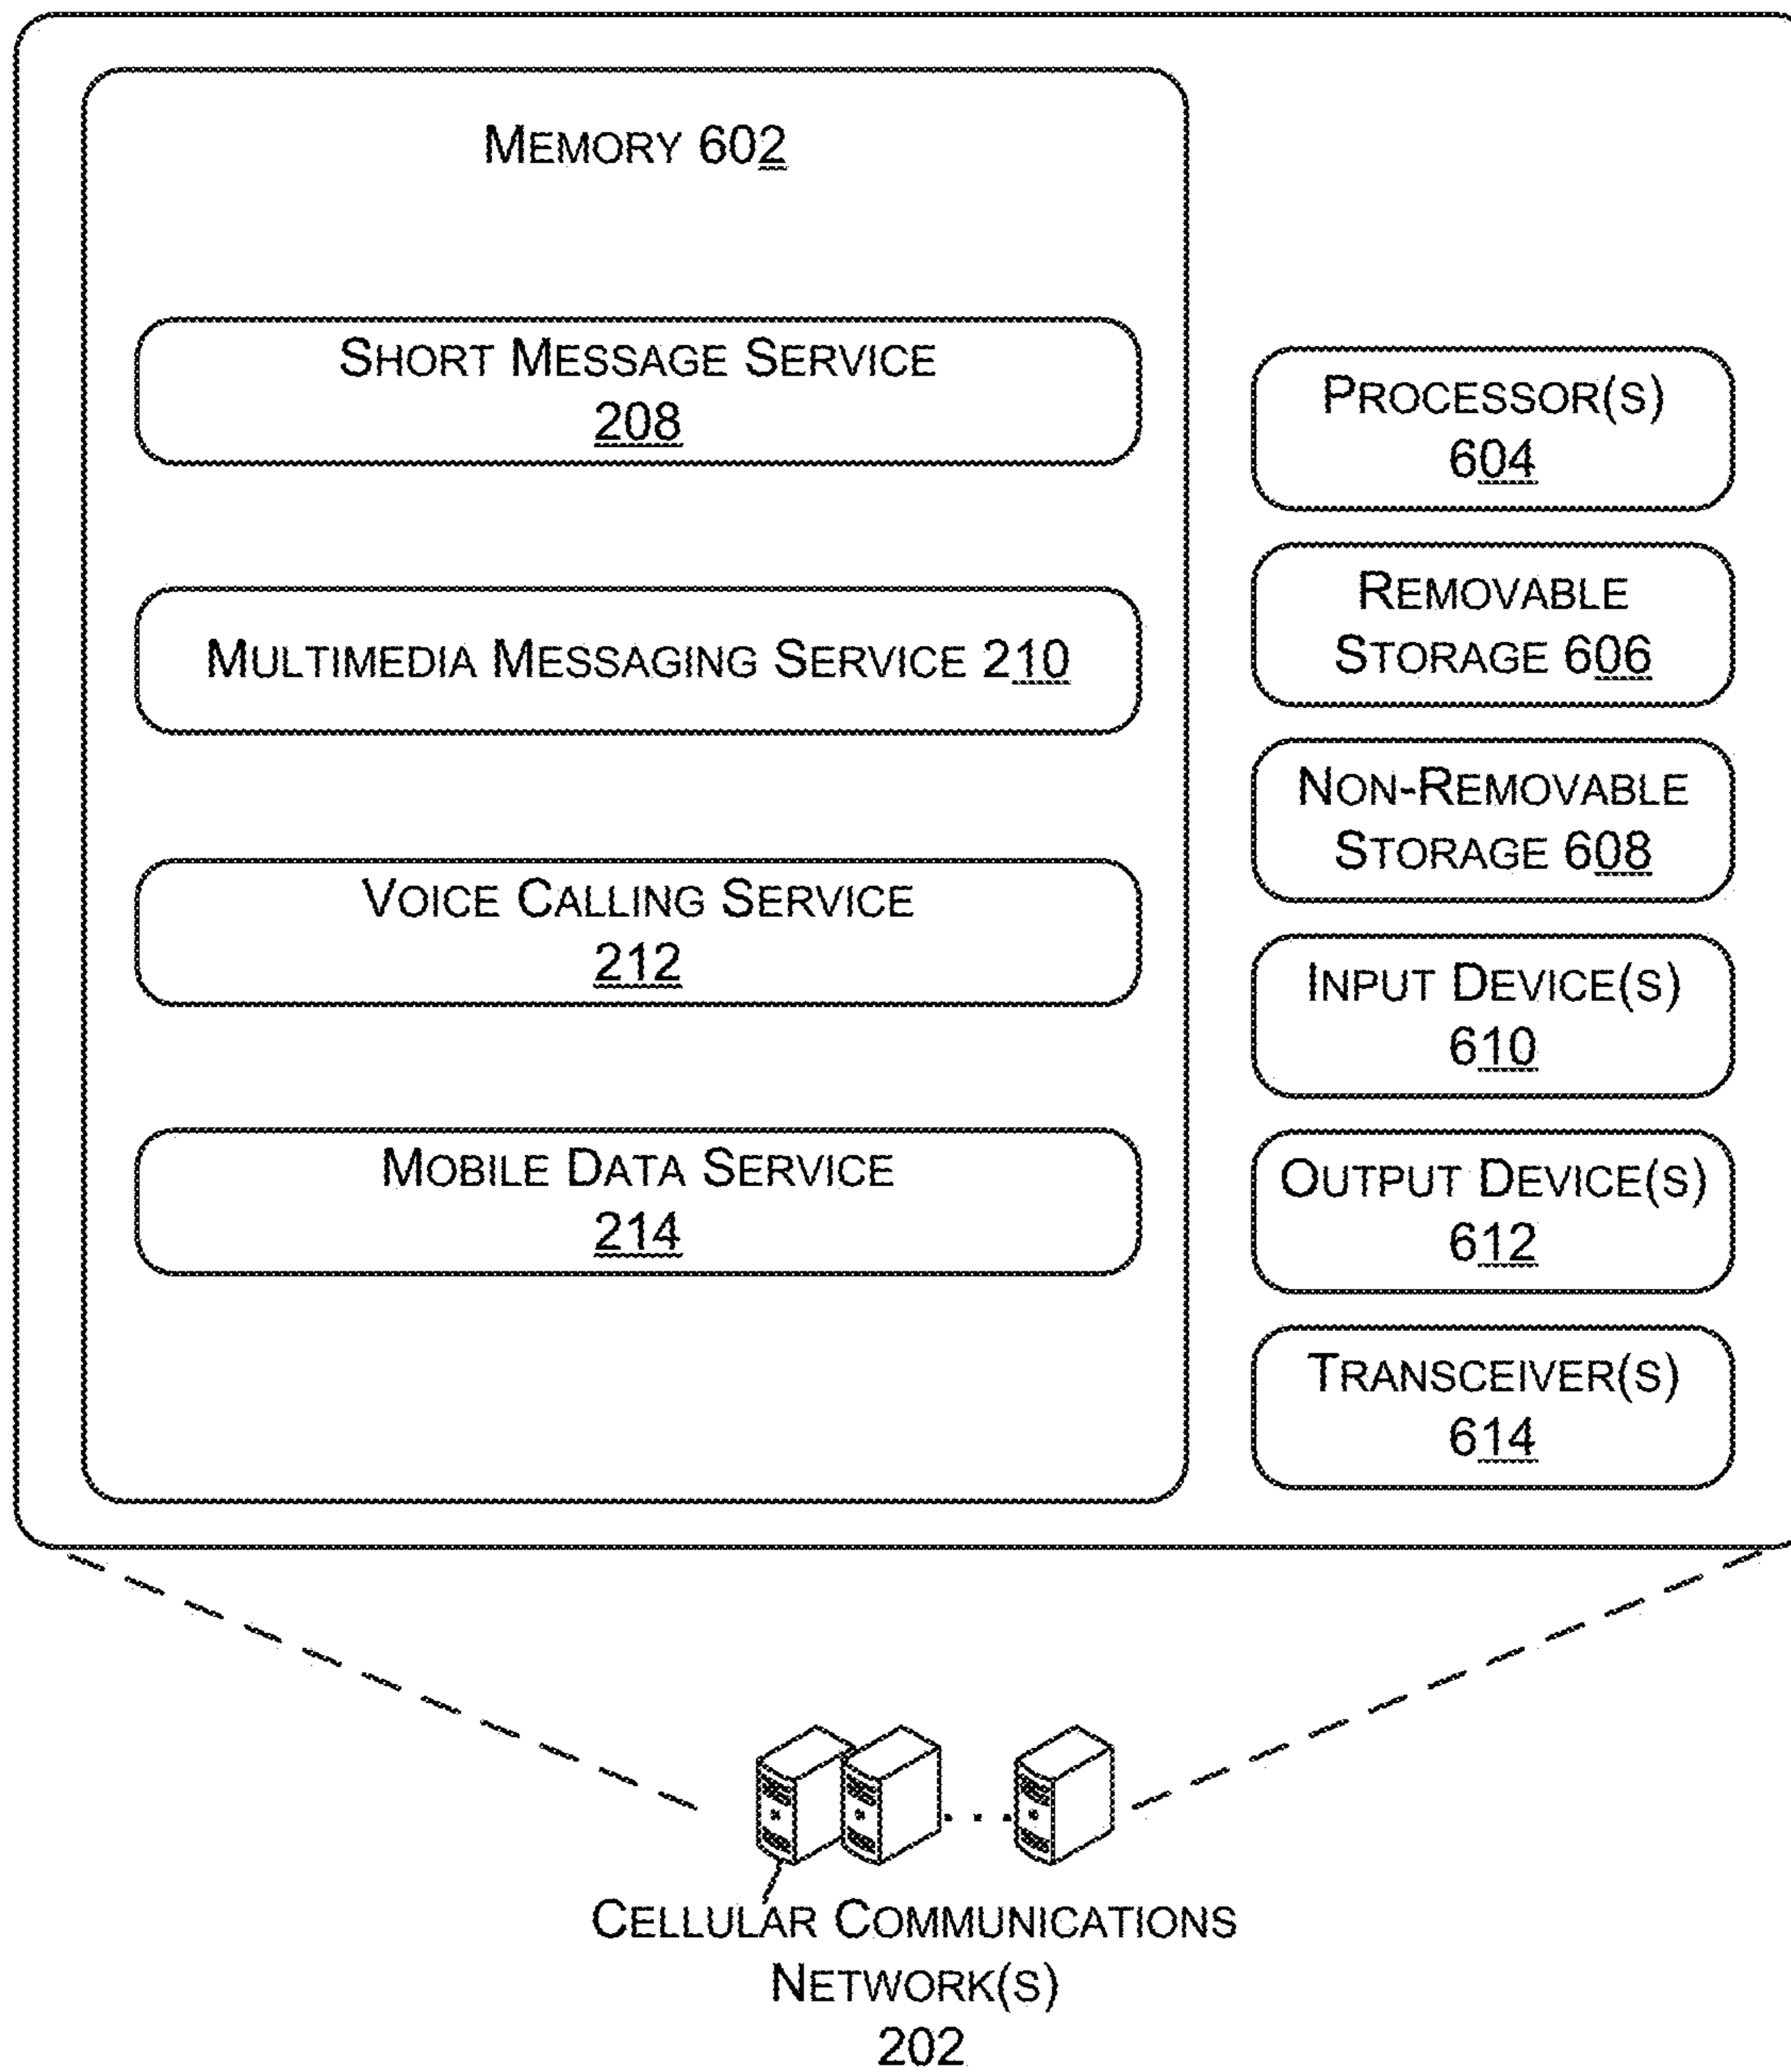 MEMORY 602
SHORT MESSAGE SERVICE
208
MULTIMEDIA MESSAGING SERVICE 210
VOICE CALLING SERVICE
212
MOBILE DATA SERVICE
214
PROCESSOR(S)
604
REMOVABLE
STORAGE 606
NON-REMOVABLE
STORAGE 608
INPUT DEVICE(S)
610
OUTPUT DEVICE(S)
612
TRANSCEIVER(S)
614
CELLULAR COMMUNICATIONS
NETWORK(S)
202